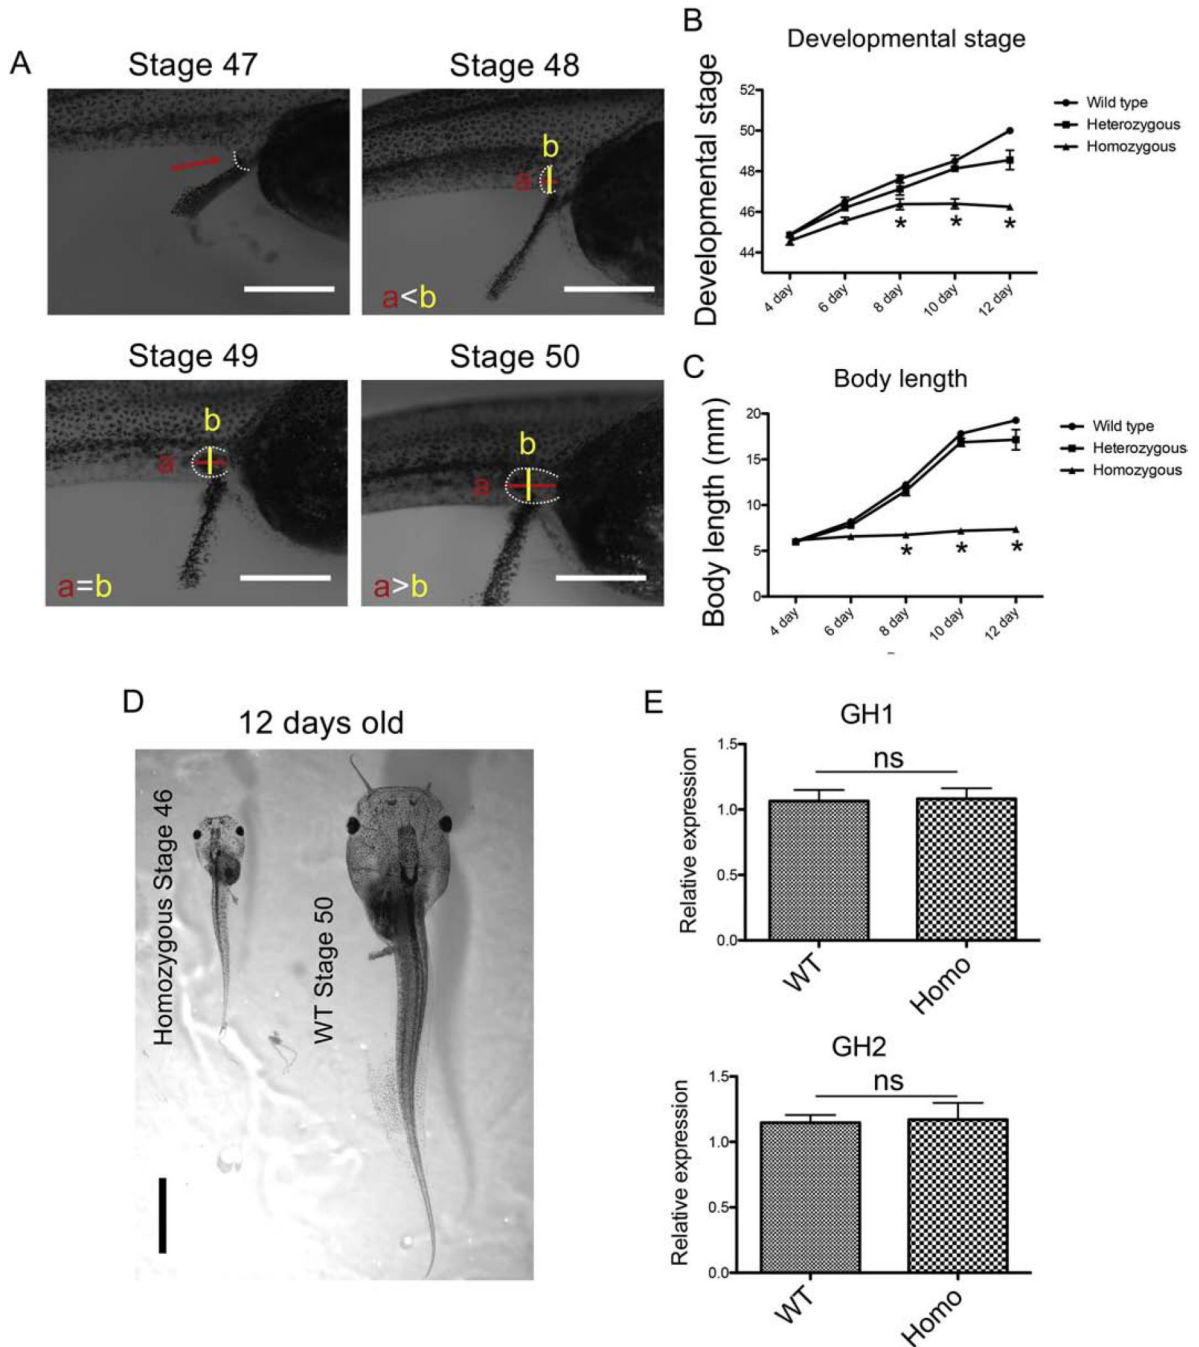 A
Stage 47
Stage 48
b
a
a<b
Stage 49
Stage 50
b
a
a=b
b
a
a>b
B
Developmental stage
Developmental stage
52
50
48
46
44
* * *
4 day
6 day
8 day
10 day
12 day
Wild type
Heterozygous
Homozygous
C
Body length
Body length (mm)
20
15
10
5
0
* * *
4 day
6 day
8 day
10 day
12 day
Wild type
Heterozygous
Homozygous
D
12 days old
Homozygous Stage 46
WT Stage 50
E
GH1
Relative expression
1.5
1.0
0.5
0.0
ns
WT
Homo
GH2
Relative expression
1.5
1.0
0.5
0.0
ns
WT
Homo